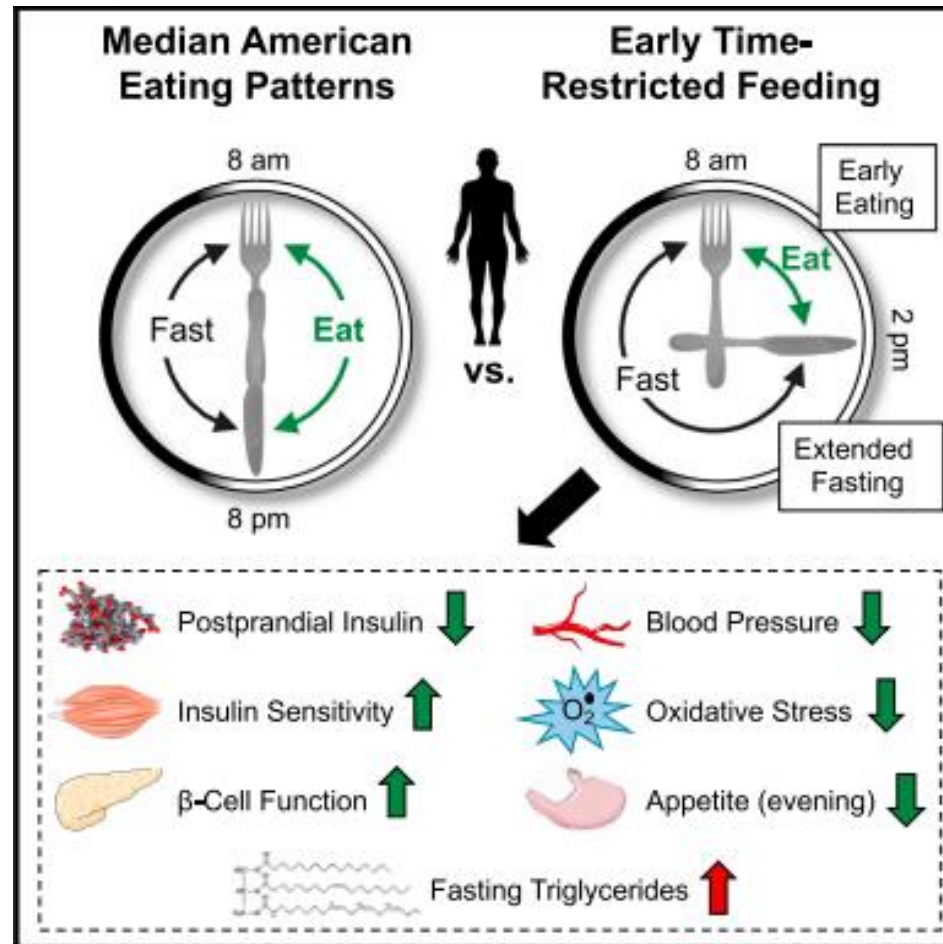 Median American
Eating Patterns
Early Time-
Restricted Feeding
8 am
Fast
Eat
8 pm
vs.
8 am
Early
Eating
Eat
2 pm
Fast
Extended
Fasting
Postprandial Insulin
Blood Pressure
Insulin Sensitivity
O2
Oxidative Stress
β-Cell Function
Appetite (evening)
Fasting Triglycerides